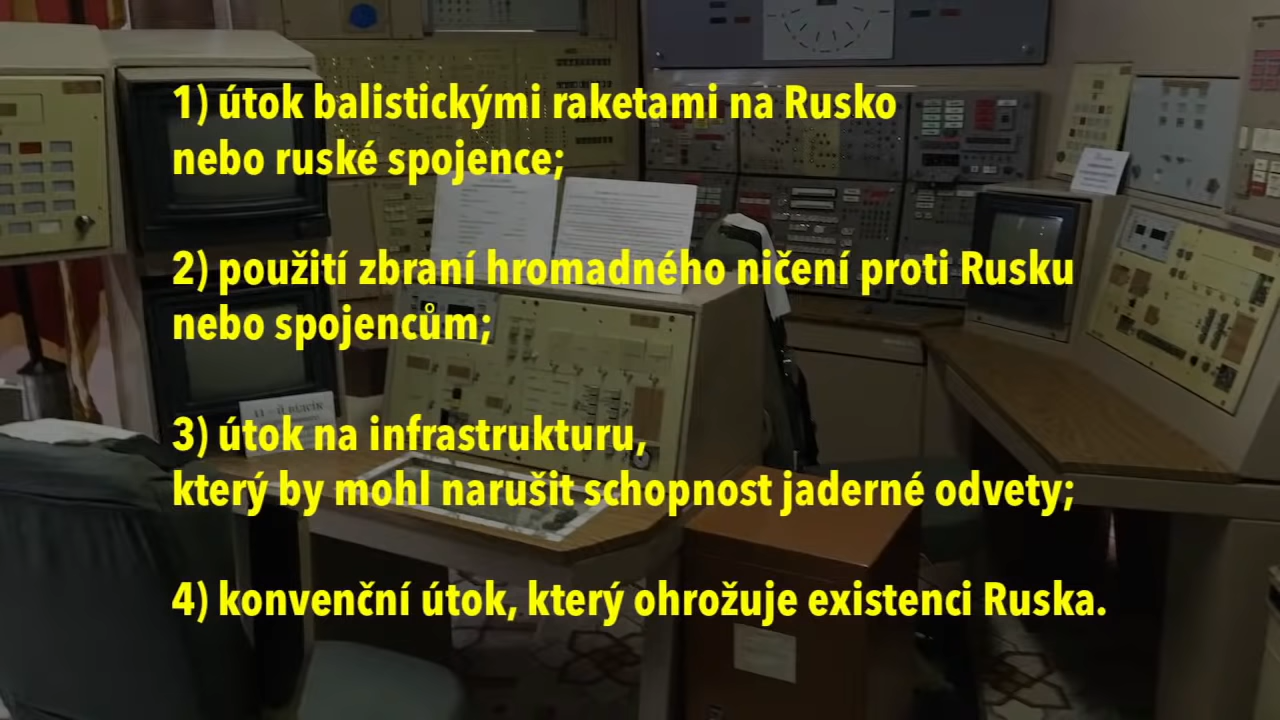 1) útok balistickými raketami na Rusko
nebo ruské spojence;
2) použití zbraní hromadného ničení proti Rusku
nebo spojencům;
3) útok na infrastrukturu,
který by mohl narušit schopnost jaderné odvety;
4) konvenční útok, který ohrožuje existenci Ruska.